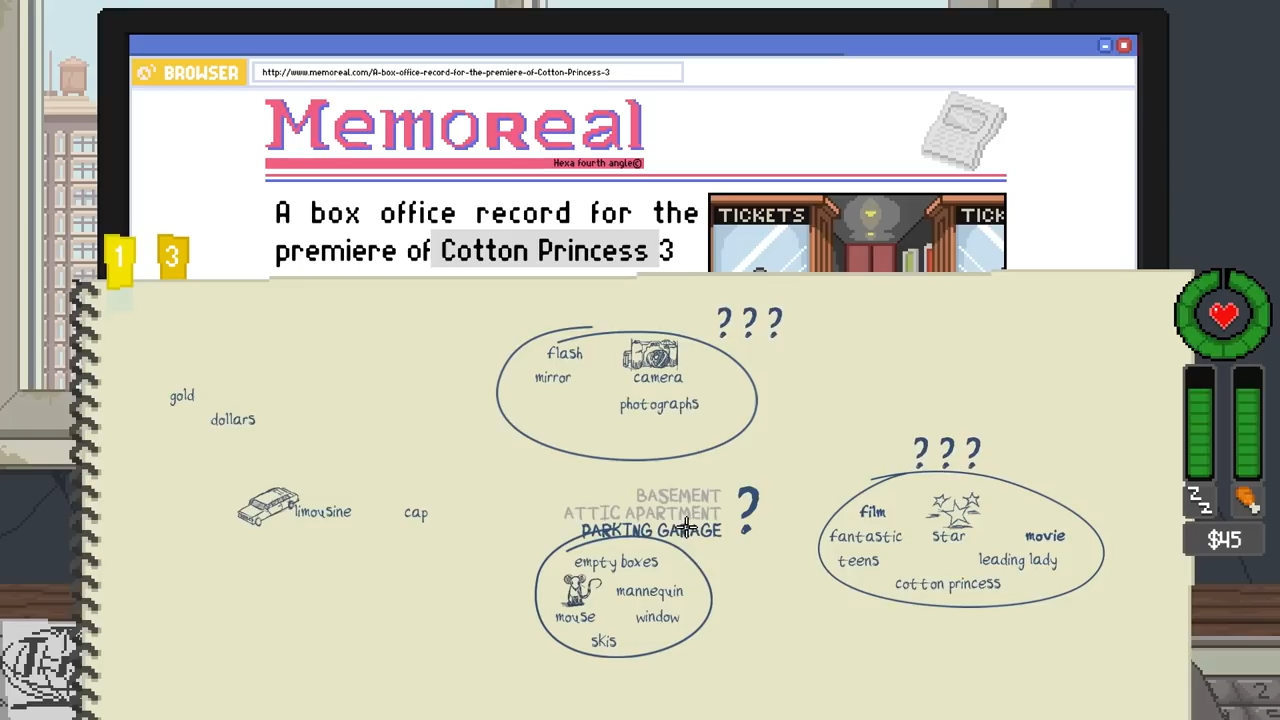 BROWSER
http://www.memoreal.com/A-box-office-record-for-the-premiere-of-Cotton-Princess-3
Memoreal
Hexa fourth angle©
A box office record for the
premiere of Cotton Princess 3
TICKETS
TICK
1
3
???
flash
mirror
camera
photographs
gold
dollars
limousine
cap
BASEMENT
ATTIC APARTMENT
PARKING GARAGE
?
empty boxes
mannequin
mouse
window
skis
???
film
fantastic
star
movie
teens
leading lady
cotton princess
$45